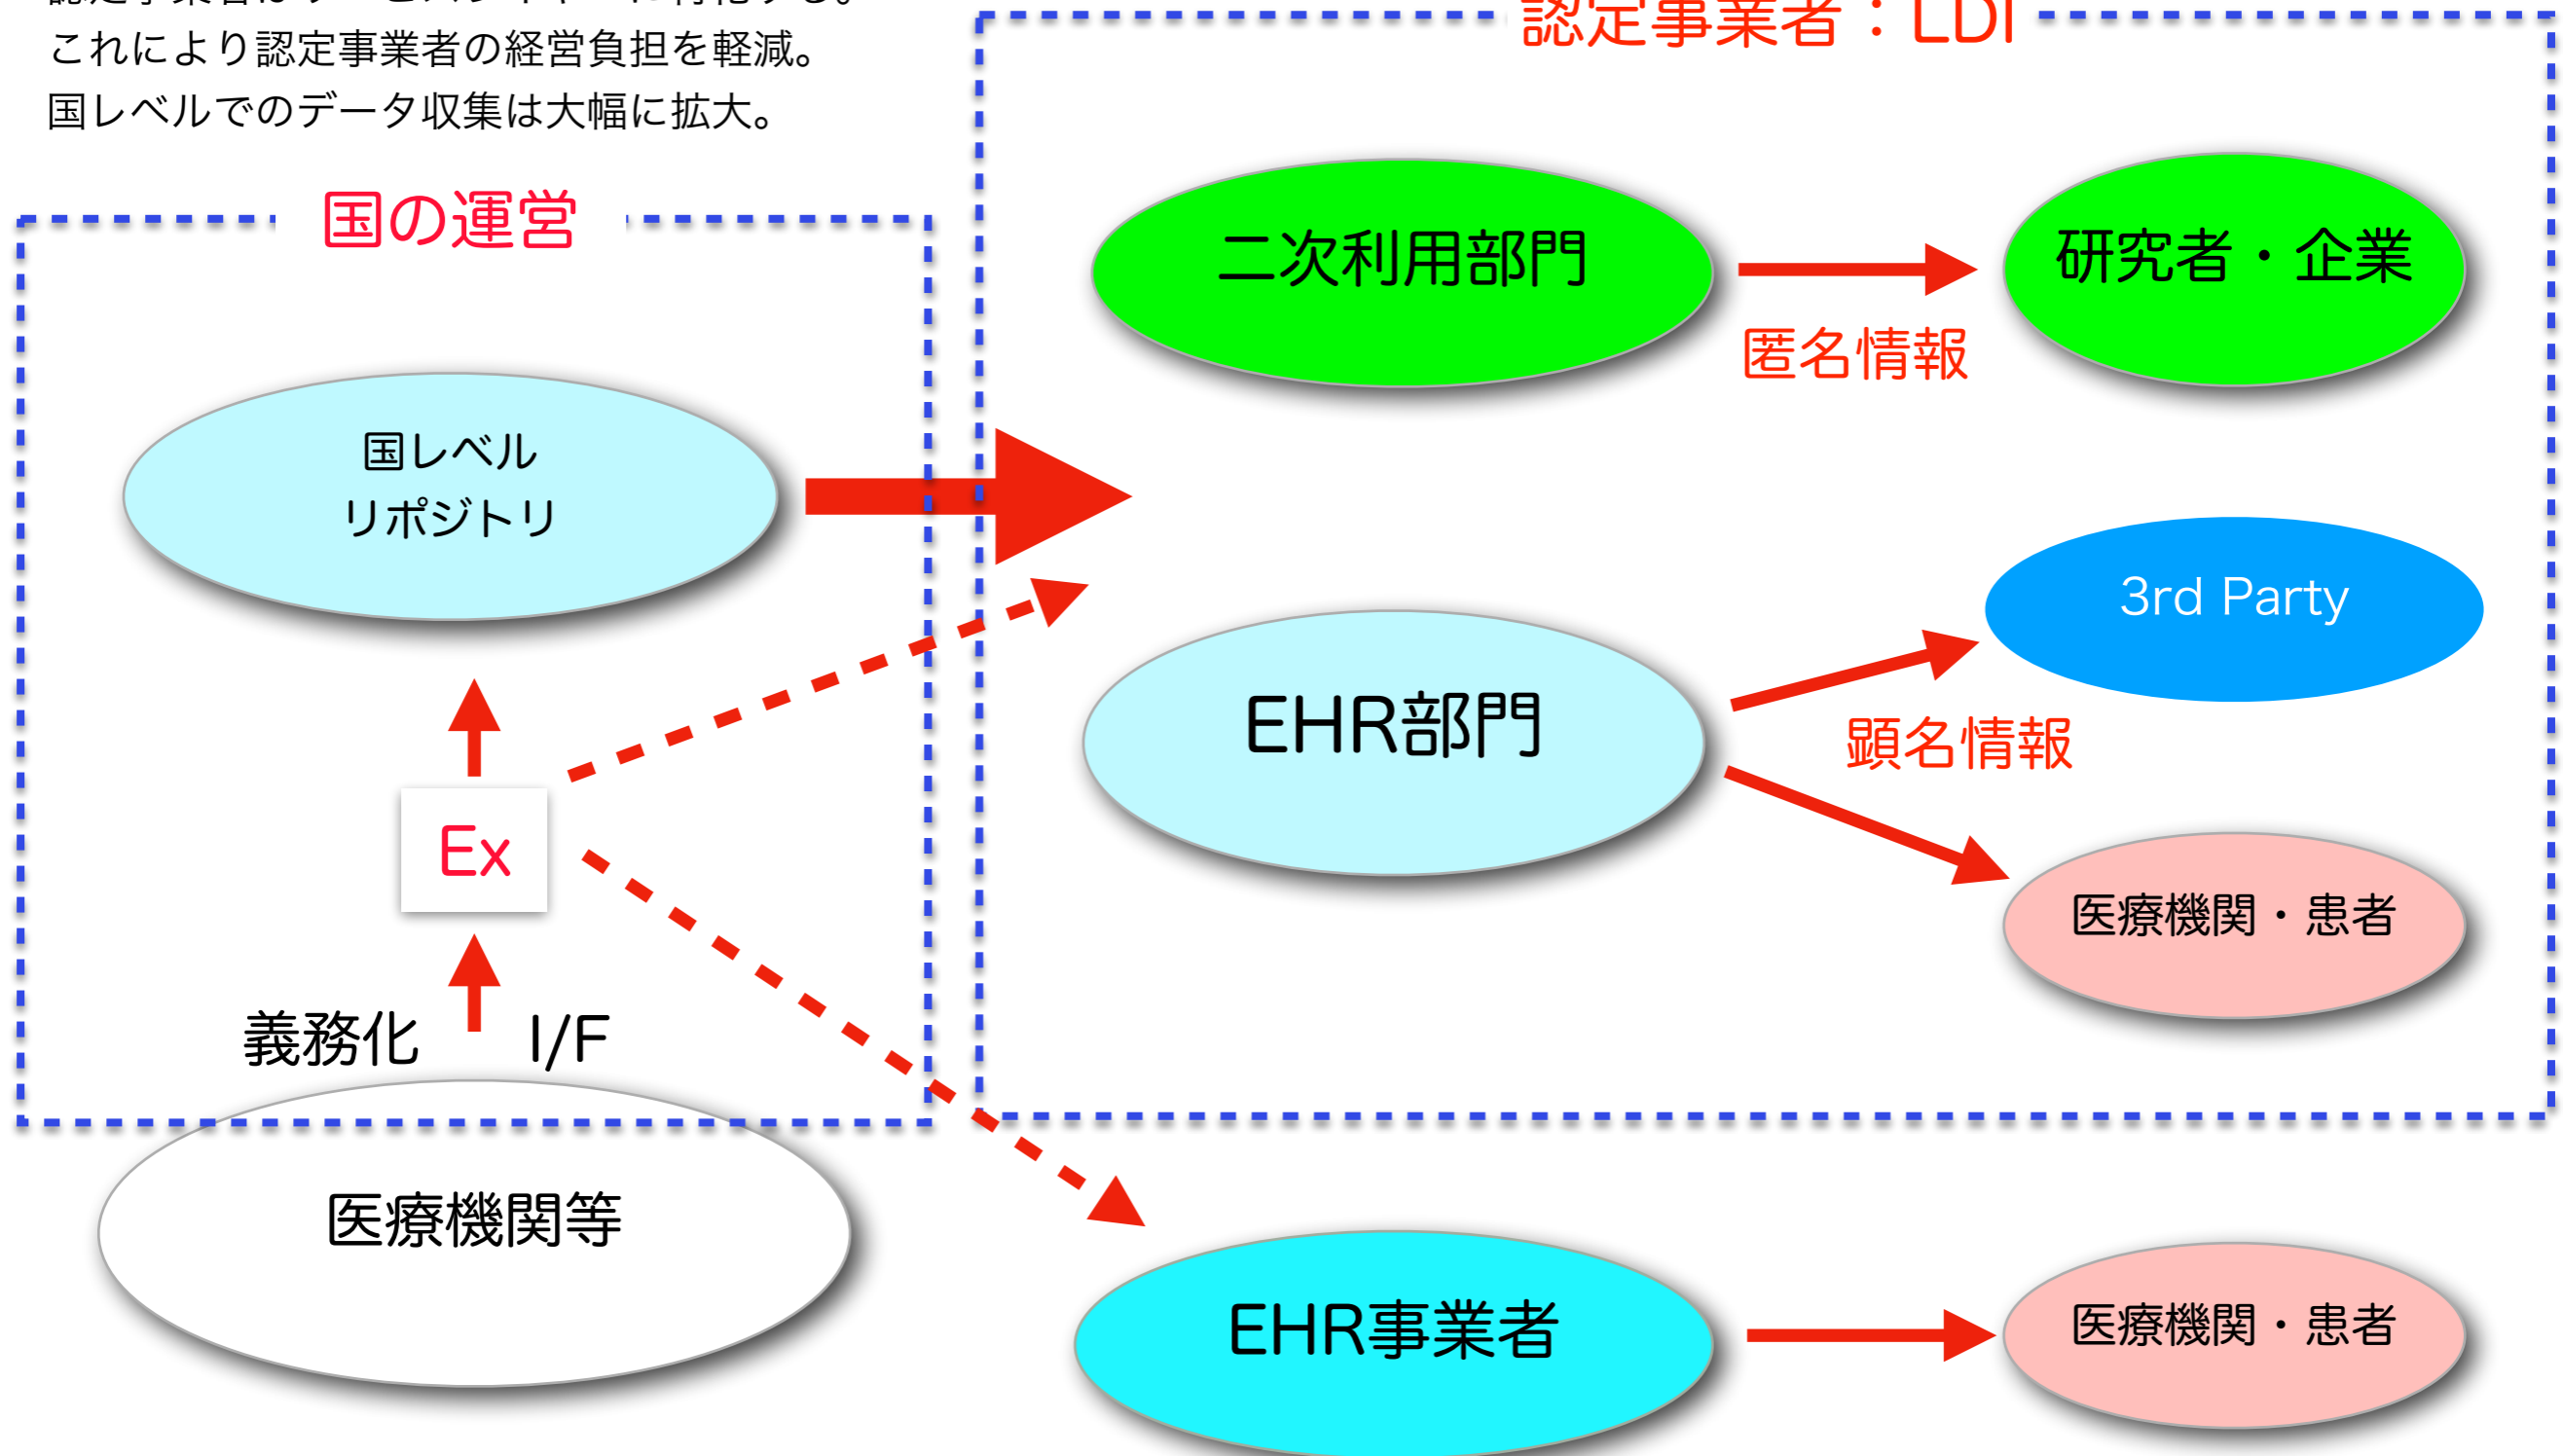 これにより認定事業者の経営負担を軽減。
国レベルでのデータ収集は大幅に拡大。
認定事業者：LDI
国の運営
二次利用部門
研究者・企業
匿名情報
国レベル
リポジトリ
3rd Party
EHR部門
顕名情報
Ex
医療機関・患者
義務化
I/F
医療機関等
EHR事業者
医療機関・患者